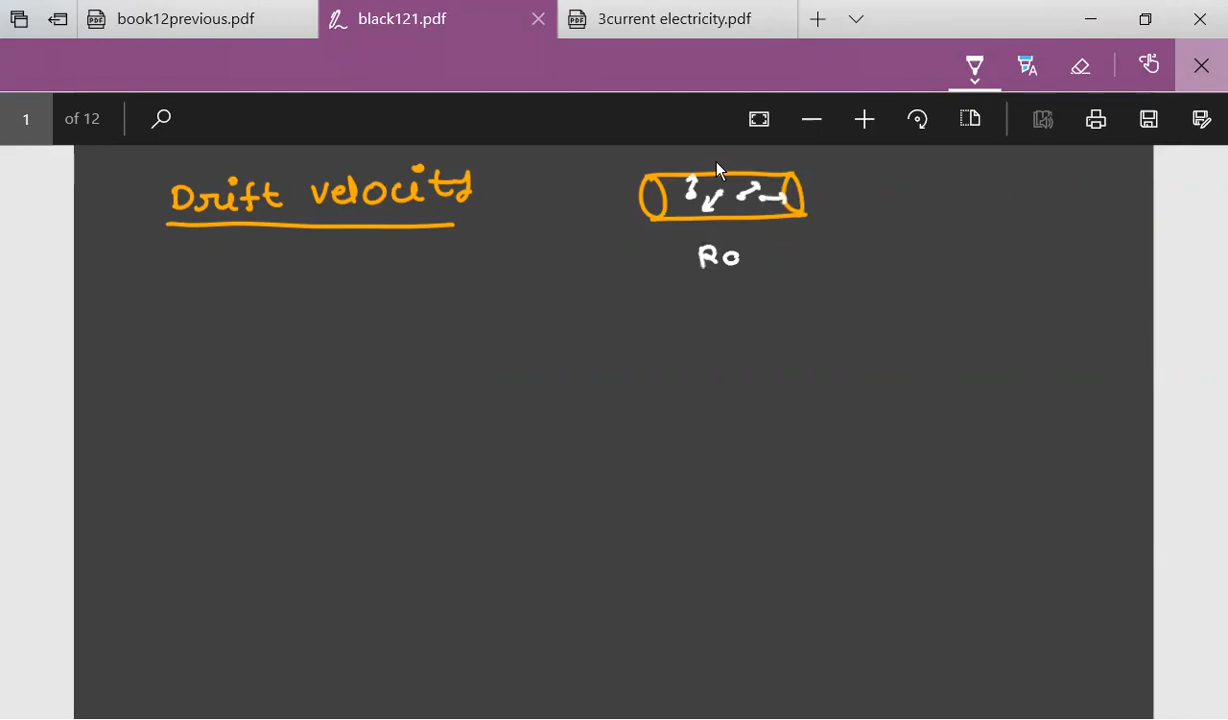 book12previous.pdf
black121.pdf
3current electricity.pdf
1 of 12
Drift velocity
Ro